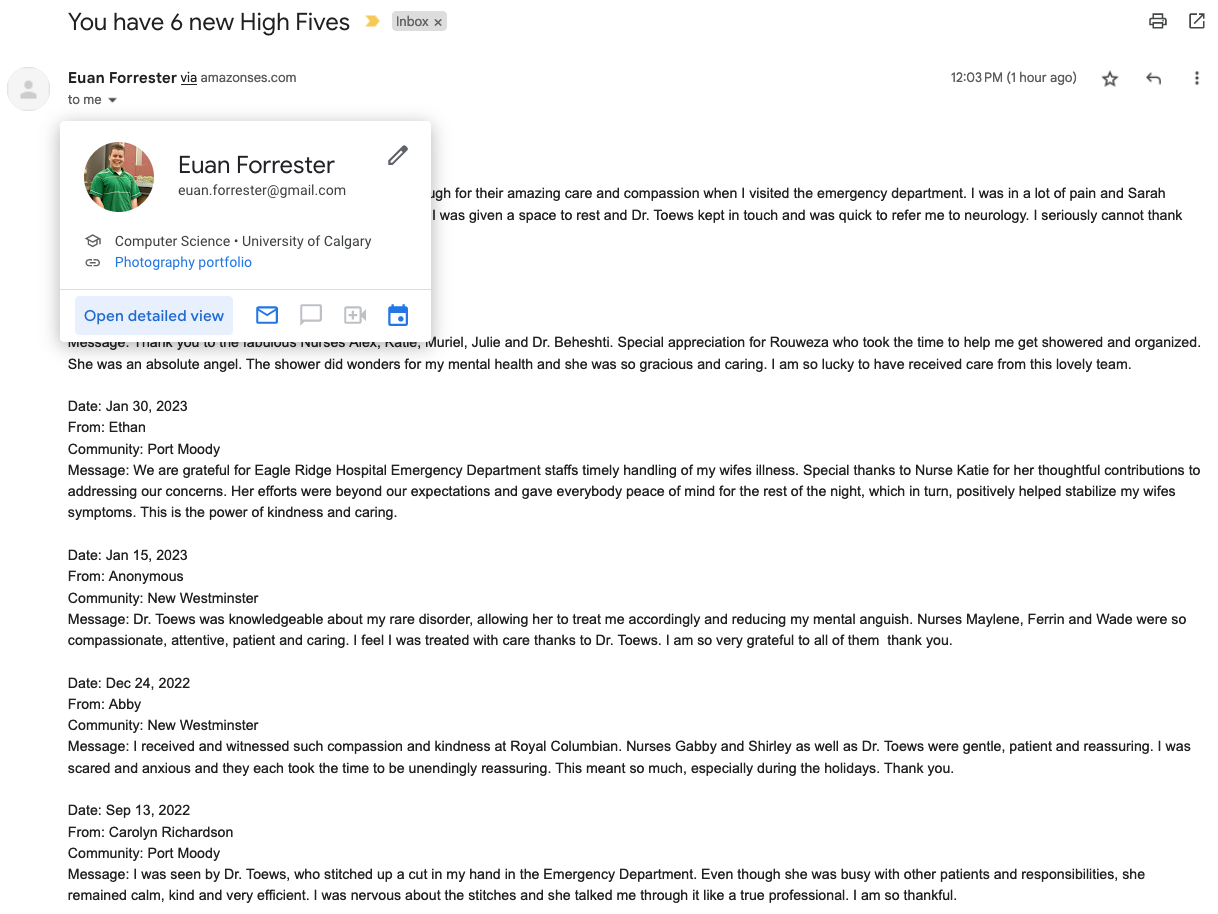 You have 6 new High Fives
Inbox ×
Euan Forrester via amazonses.com
12:03 PM (1 hour ago)
to me
Euan Forrester
euan.forrester@gmail.com
Computer Science • University of Calgary
Photography portfolio
Open detailed view
ugh for their amazing care and compassion when I visited the emergency department. I was in a lot of pain and Sarah
I was given a space to rest and Dr. Toews kept in touch and was quick to refer me to neurology. I seriously cannot thank
Message: Thank you to the fabulous Nurses Alex, Katie, Muriel, Julie and Dr. Beheshti. Special appreciation for Rouweza who took the time to help me get showered and organized.
She was an absolute angel. The shower did wonders for my mental health and she was so gracious and caring. I am so lucky to have received care from this lovely team.
Date: Jan 30, 2023
From: Ethan
Community: Port Moody
Message: We are grateful for Eagle Ridge Hospital Emergency Department staffs timely handling of my wifes illness. Special thanks to Nurse Katie for her thoughtful contributions to
addressing our concerns. Her efforts were beyond our expectations and gave everybody peace of mind for the rest of the night, which in turn, positively helped stabilize my wifes
symptoms. This is the power of kindness and caring.
Date: Jan 15, 2023
From: Anonymous
Community: New Westminster
Message: Dr. Toews was knowledgeable about my rare disorder, allowing her to treat me accordingly and reducing my mental anguish. Nurses Maylene, Ferrin and Wade were so
compassionate, attentive, patient and caring. I feel I was treated with care thanks to Dr. Toews. I am so very grateful to all of them  thank you.
Date: Dec 24, 2022
From: Abby
Community: New Westminster
Message: I received and witnessed such compassion and kindness at Royal Columbian. Nurses Gabby and Shirley as well as Dr. Toews were gentle, patient and reassuring. I was
scared and anxious and they each took the time to be unendingly reassuring. This meant so much, especially during the holidays. Thank you.
Date: Sep 13, 2022
From: Carolyn Richardson
Community: Port Moody
Message: I was seen by Dr. Toews, who stitched up a cut in my hand in the Emergency Department. Even though she was busy with other patients and responsibilities, she
remained calm, kind and very efficient. I was nervous about the stitches and she talked me through it like a true professional. I am so thankful.